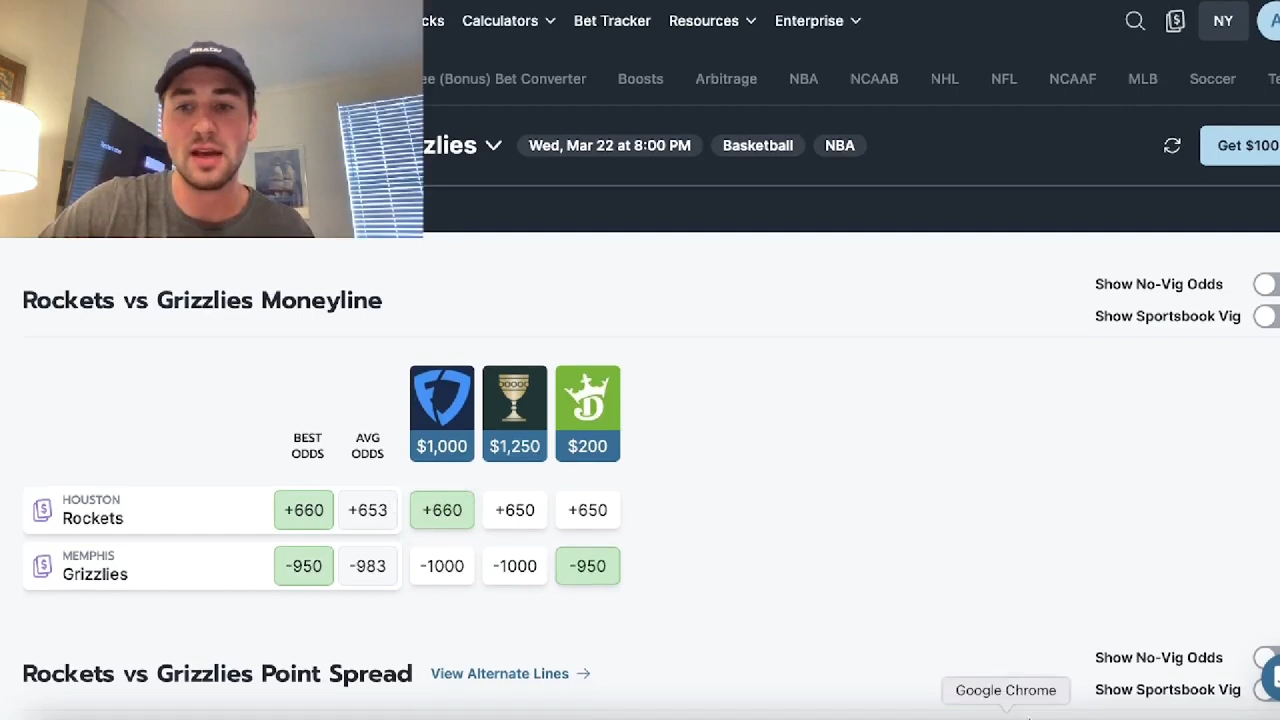 cks Calculators Bet Tracker Resources Enterprise NY A
ee (Bonus) Bet Converter Boosts Arbitrage NBA NCAAB NHL NFL NCAAF MLB Soccer Te
zlies Wed, Mar 22 at 8:00 PM Basketball NBA Get $100
Rockets vs Grizzlies Moneyline
Show No-Vig Odds
Show Sportsbook Vig
BEST ODDS AVG ODDS $1,000 $1,250 $200
HOUSTON
Rockets +660 +653 +660 +650 +650
MEMPHIS
Grizzlies -950 -983 -1000 -1000 -950
Rockets vs Grizzlies Point Spread View Alternate Lines →
Show No-Vig Odds
Show Sportsbook Vig
Google Chrome